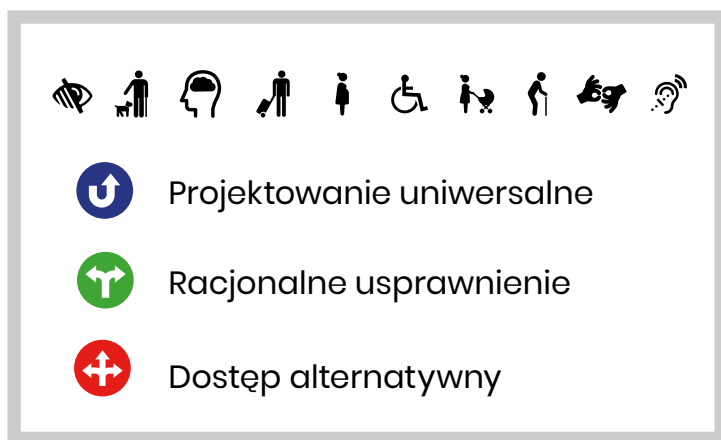 Projektowanie uniwersalne
Racjonalne usprawnienie
Dostęp alternatywny